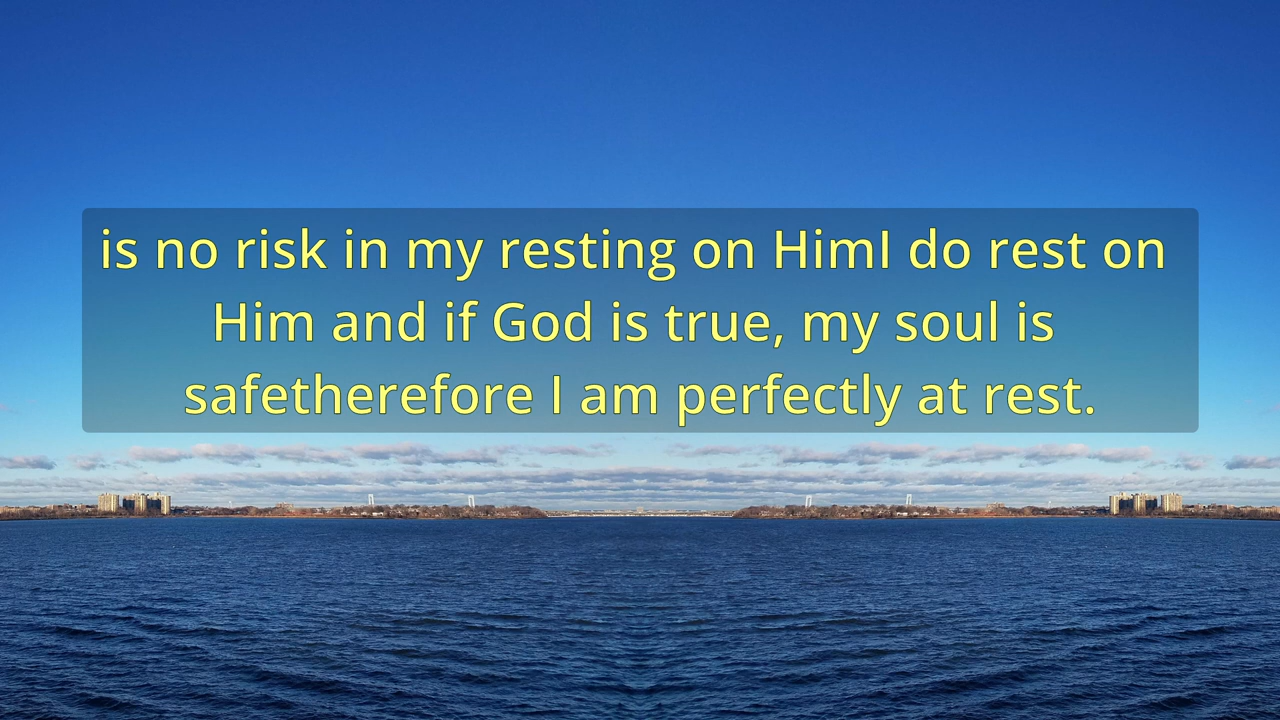 is no risk in my resting on HimI do rest on
Him and if God is true, my soul is
safetherefore I am perfectly at rest.